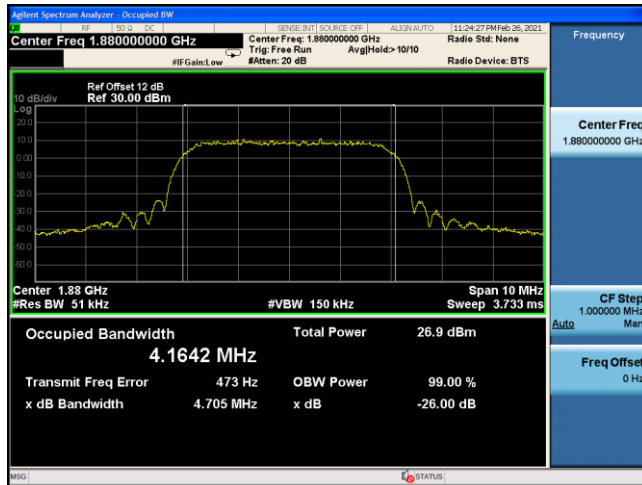 Agilent Spectrum Analyzer - Occupied BW
RF 50 Ω DC SENSE:INT SOURCE OFF ALIGN AUTO 11:24:27 PM Feb 26, 2021
Center Freq 1.880000000 GHz
Center Freq: 1.880000000 GHz
Radio Std: None
Trig: Free Run Avg|Hold:> 10/10
#IFGain:Low #Atten: 20 dB Radio Device: BTS
Frequency
Ref Offset 12 dB
10 dB/div Ref 30.00 dBm
Log
20.0
10.0
0.00
-10.0
-20.0
-30.0
-40.0
-50.0
-60.0
Center 1.88 GHz Span 10 MHz
#Res BW 51 kHz #VBW 150 kHz Sweep 3.733 ms
Occupied Bandwidth Total Power 26.9 dBm
4.1642 MHz
Transmit Freq Error 473 Hz OBW Power 99.00 %
x dB Bandwidth 4.705 MHz x dB -26.00 dB
Center Freq
1.880000000 GHz
CF Step
1.000000 MHz
Auto Man
Freq Offset
0 Hz
MSG STATUS